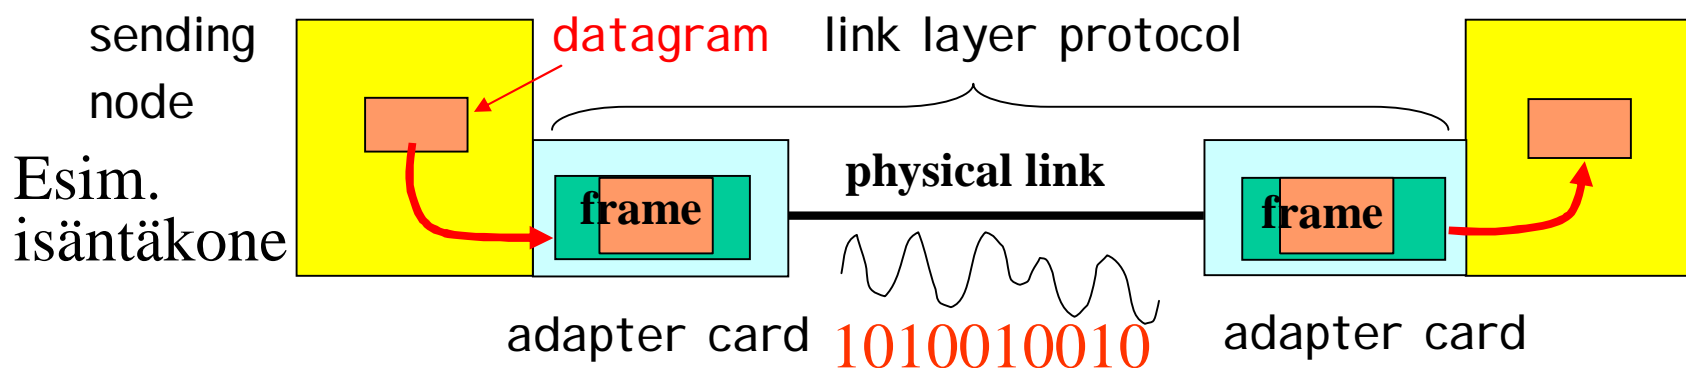 sending
node
Esim.
isäntäkone
datagram
link layer protocol
physical link
frame
frame
adapter card
1010010010
adapter card